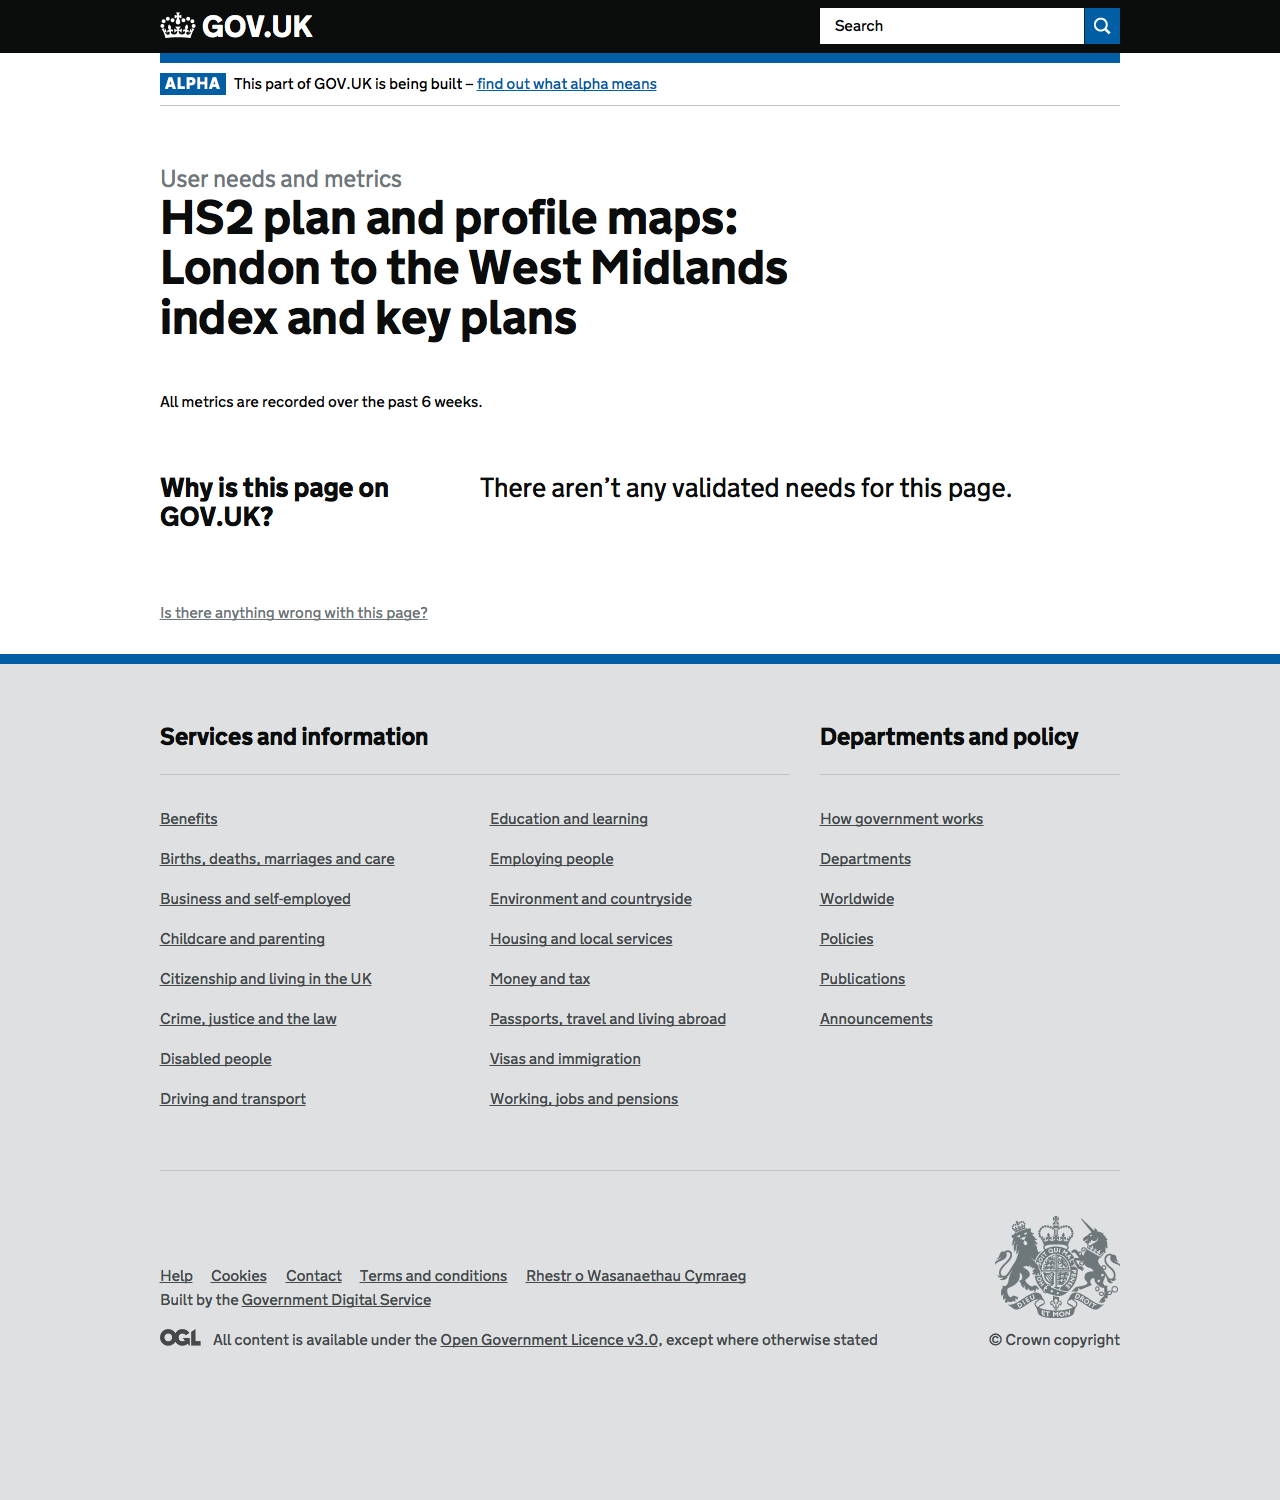 GOV.UK
Search
ALPHA This part of GOV.UK is being built – find out what alpha means
User needs and metrics
HS2 plan and profile maps:
London to the West Midlands
index and key plans
All metrics are recorded over the past 6 weeks.
Why is this page on
GOV.UK?
There aren’t any validated needs for this page.
Is there anything wrong with this page?
Services and information
Benefits
Births, deaths, marriages and care
Business and self-employed
Childcare and parenting
Citizenship and living in the UK
Crime, justice and the law
Disabled people
Driving and transport
Education and learning
Employing people
Environment and countryside
Housing and local services
Money and tax
Passports, travel and living abroad
Visas and immigration
Working, jobs and pensions
Departments and policy
How government works
Departments
Worldwide
Policies
Publications
Announcements
Help Cookies Contact Terms and conditions Rhestr o Wasanaethau Cymraeg
Built by the Government Digital Service
OGL All content is available under the Open Government Licence v3.0, except where otherwise stated
DIEU ET MON DROIT
© Crown copyright